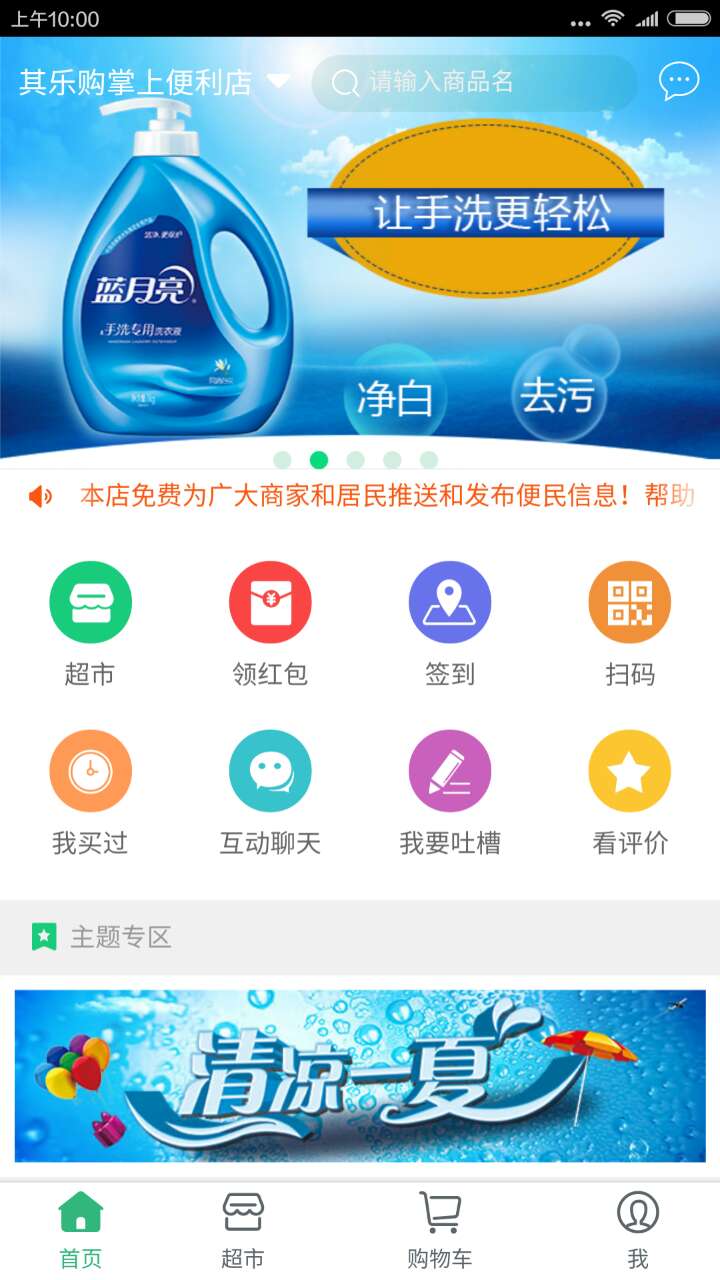 上午10:00
其乐购掌上便利店
请输入商品名
让手洗更轻松
洁净，更保护
蓝月亮
手洗专用洗衣液
净白
去污
本店免费为广大商家和居民推送和发布便民信息！帮助
超市
领红包
签到
扫码
我买过
互动聊天
我要吐槽
看评价
主题专区
清凉一夏
首页
超市
购物车
我